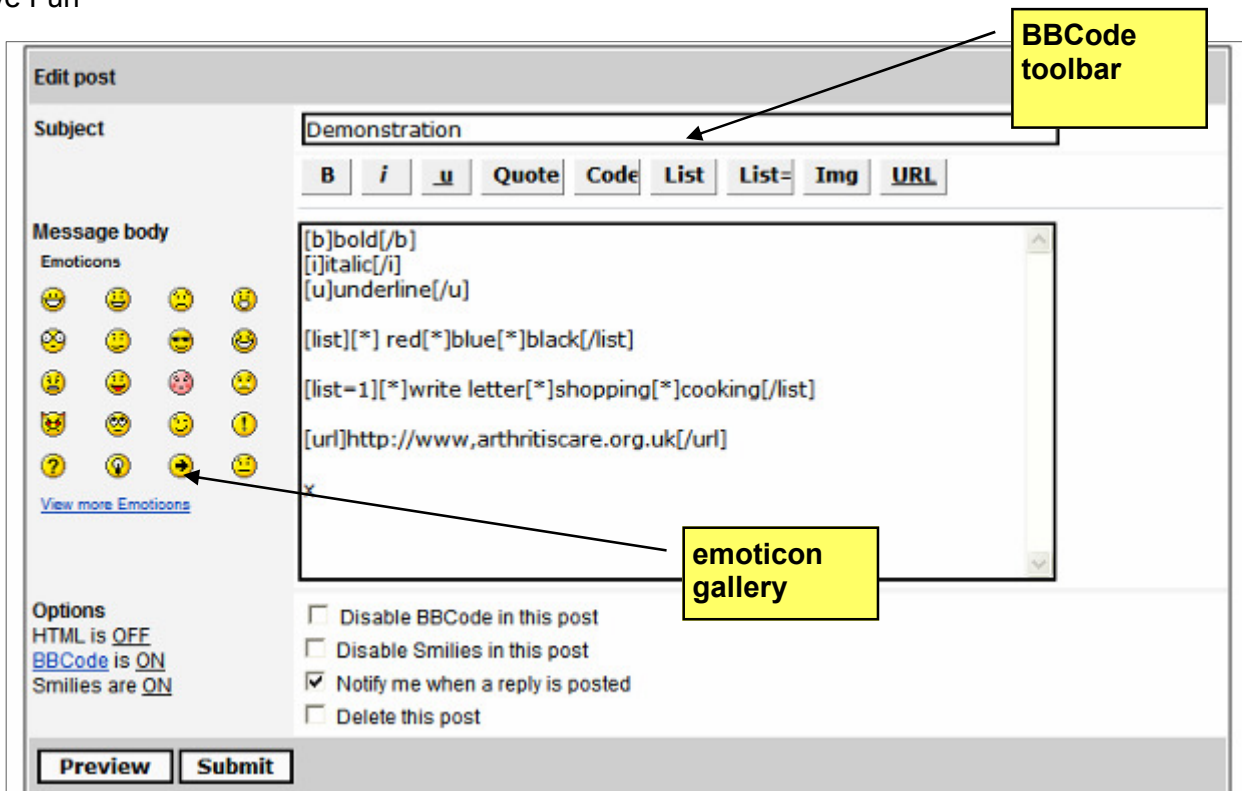 BBCode
toolbar
Edit post
Subject
Demonstration
B i u Quote Code List List= Img URL
Message body
Emoticons
[b]bold[/b]
[i]italic[/i]
[u]underline[/u]
[list][*] red[*]blue[*]black[/list]
[list=1][*]write letter[*]shopping[*]cooking[/list]
[url]http://www,arthritiscare.org.uk[/url]
x
View more Emoticons
emoticon
gallery
Options
HTML is OFF
BBCode is ON
Smilies are ON
Disable BBCode in this post
Disable Smilies in this post
Notify me when a reply is posted
Delete this post
Preview Submit